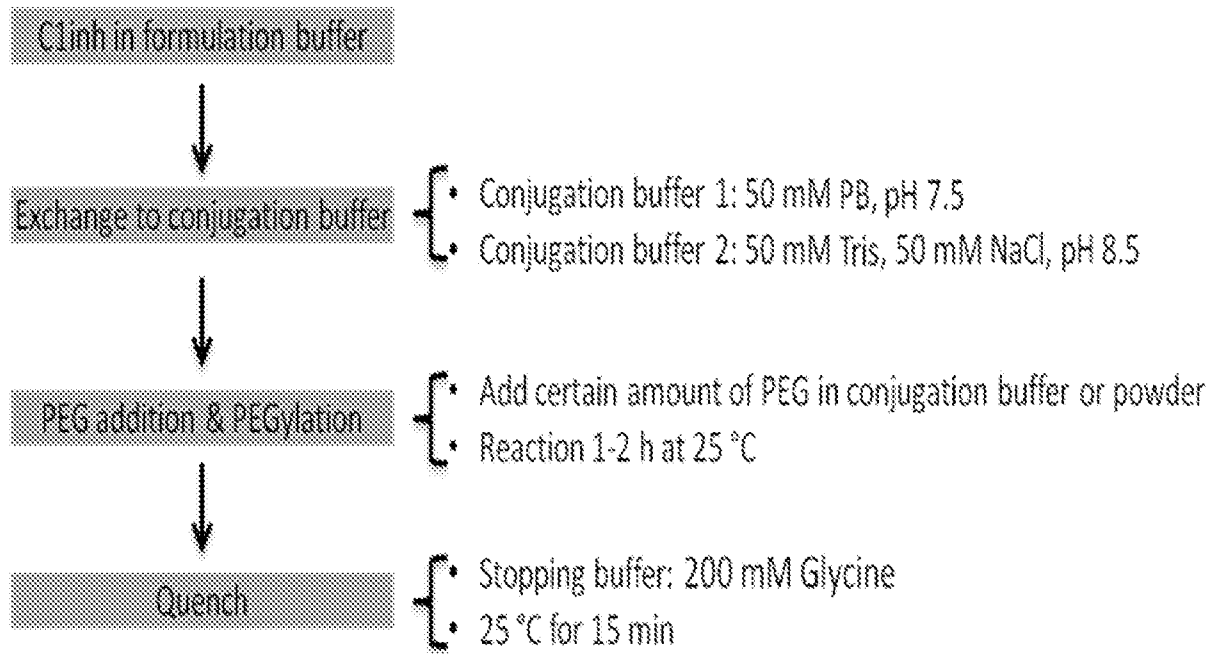 C1inh in formulation buffer
Exchange to conjugation buffer
• Conjugation buffer 1: 50 mM PB, pH 7.5
• Conjugation buffer 2: 50 mM Tris, 50 mM NaCl, pH 8.5
PEG addition & PEGylation
• Add certain amount of PEG in conjugation buffer or powder
• Reaction 1-2 h at 25 °C
Quench
• Stopping buffer: 200 mM Glycine
• 25 °C for 15 min